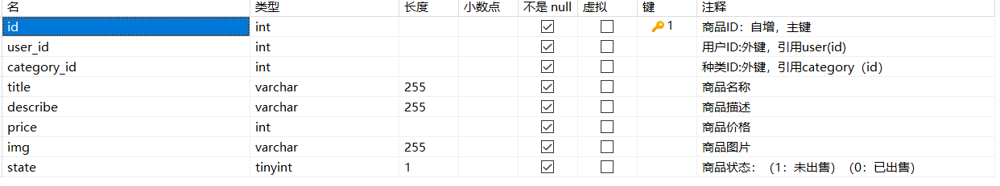 名 类型 长度 小数点 不是 null 虚拟 键 注释
id int 1 商品ID：自增，主键
user_id int 用户ID:外键，引用user(id)
category_id int 种类ID:外键，引用category（id）
title varchar 255 商品名称
describe varchar 255 商品描述
price int 商品价格
img varchar 255 商品图片
state tinyint 1 商品状态：（1：未出售）（0：已出售）